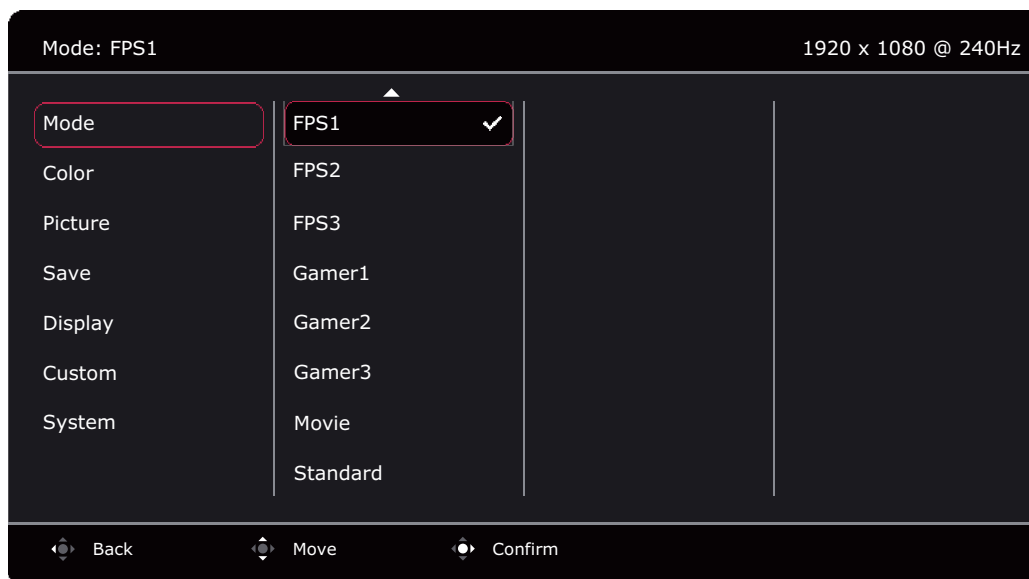 Mode: FPS1
1920 x 1080 @ 240Hz
Mode
Color
Picture
Save
Display
Custom
System
FPS1
FPS2
FPS3
Gamer1
Gamer2
Gamer3
Movie
Standard
Back
Move
Confirm